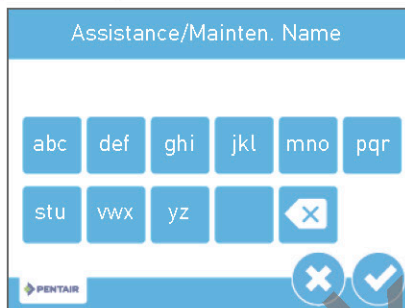 Assistance/Mainten. Name
abc def ghi jkl mno pqr
stu vwx yz
PENTAIR